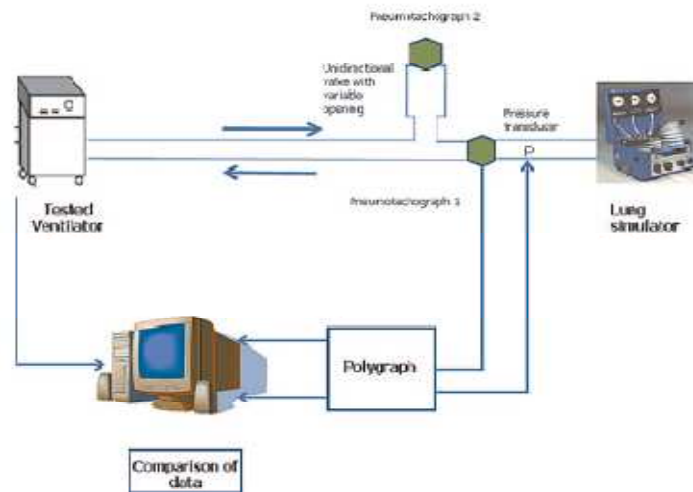 Pneumotachograph 2
Unidirectional
valve with
variable
opening
Pressure
transducer
P
Pneumotachograph 1
Tested
Ventilator
Lung
simulator
Polygraph
Comparison of
data